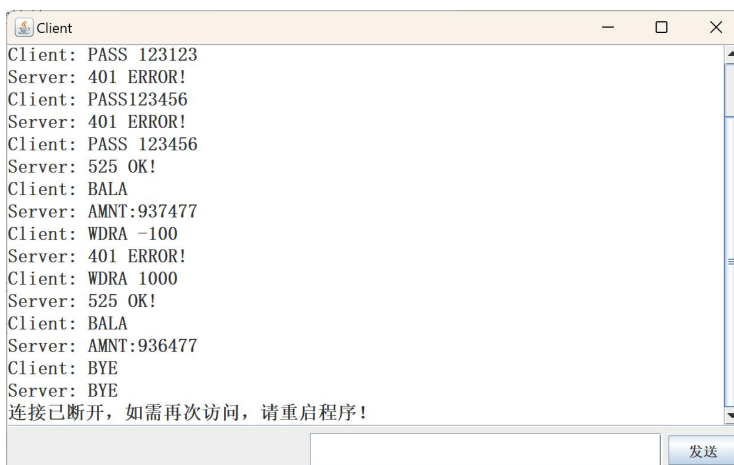 Client
Client: PASS 123123
Server: 401 ERROR!
Client: PASS123456
Server: 401 ERROR!
Client: PASS 123456
Server: 525 OK!
Client: BALA
Server: AMNT:937477
Client: WDRA -100
Server: 401 ERROR!
Client: WDRA 1000
Server: 525 OK!
Client: BALA
Server: AMNT:936477
Client: BYE
Server: BYE
连接已断开，如需再次访问，请重启程序！
发送